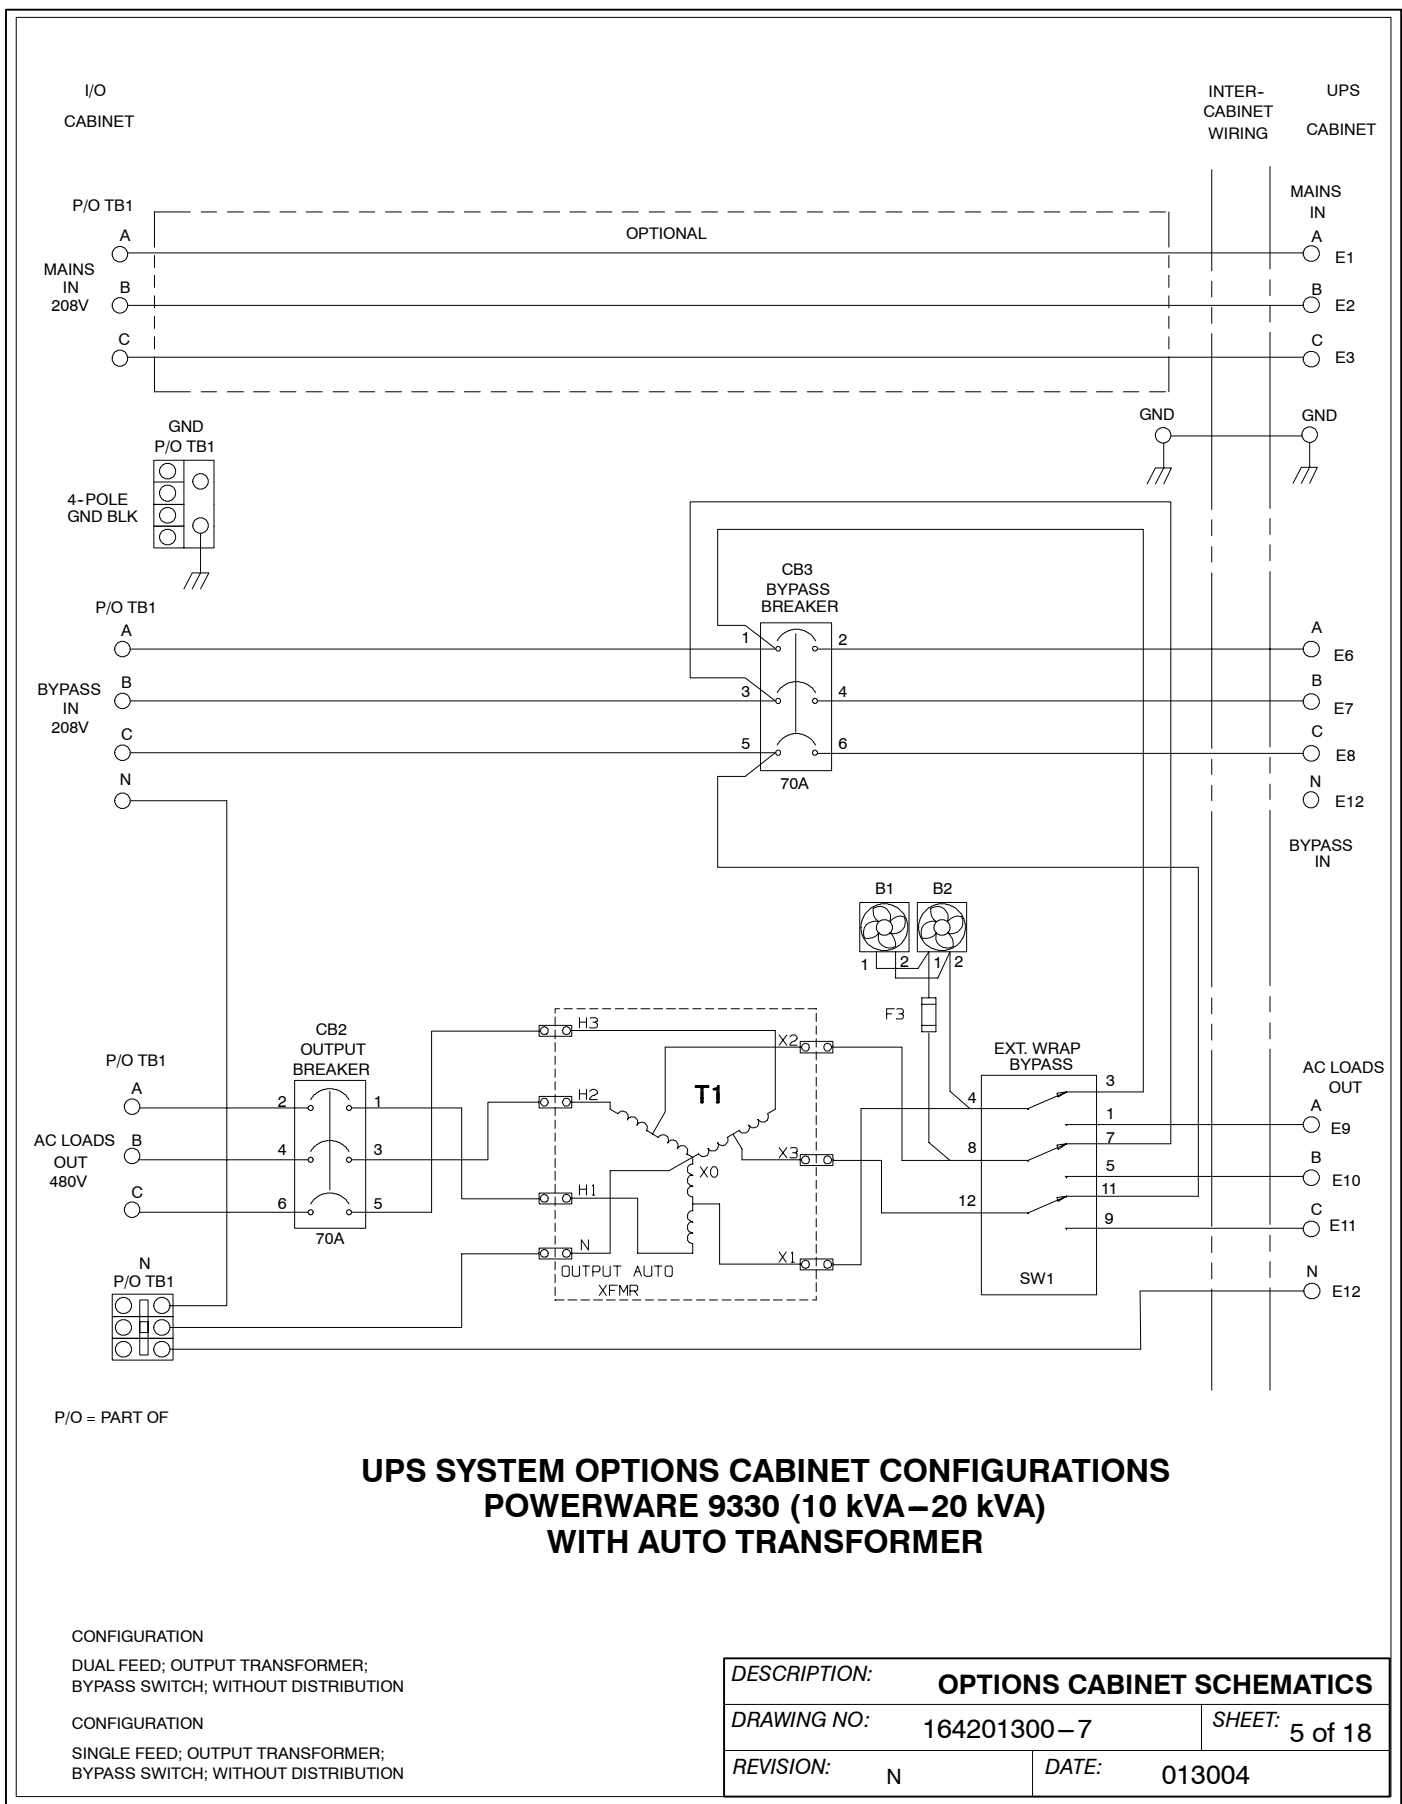 I/O
CABINET
INTER-
CABINET
WIRING
UPS
CABINET
P/O TB1
MAINS
IN
208V
A
B
C
OPTIONAL
MAINS
IN
A
E1
B
E2
C
E3
GND
P/O TB1
4-POLE
GND BLK
GND
GND
CB3
BYPASS
BREAKER
1
2
3
4
5
6
70A
P/O TB1
BYPASS
IN
208V
A
B
C
N
A
E6
B
E7
C
E8
N
E12
BYPASS
IN
B1
B2
1
2
1
2
F3
CB2
OUTPUT
BREAKER
2
1
4
3
6
5
70A
P/O TB1
AC LOADS
OUT
480V
A
B
C
H3
H2
H1
N
T1
X2
X3
X0
X1
OUTPUT AUTO
XFMR
EXT. WRAP
BYPASS
4
3
1
8
7
5
12
11
9
SW1
AC LOADS
OUT
A
E9
B
E10
C
E11
N
E12
N
P/O TB1
P/O = PART OF
UPS SYSTEM OPTIONS CABINET CONFIGURATIONS
POWERWARE 9330 (10 kVA–20 kVA)
WITH AUTO TRANSFORMER
CONFIGURATION
DUAL FEED; OUTPUT TRANSFORMER;
BYPASS SWITCH; WITHOUT DISTRIBUTION
CONFIGURATION
SINGLE FEED; OUTPUT TRANSFORMER;
BYPASS SWITCH; WITHOUT DISTRIBUTION
DESCRIPTION: OPTIONS CABINET SCHEMATICS
DRAWING NO: 164201300–7 SHEET: 5 of 18
REVISION: N DATE: 013004